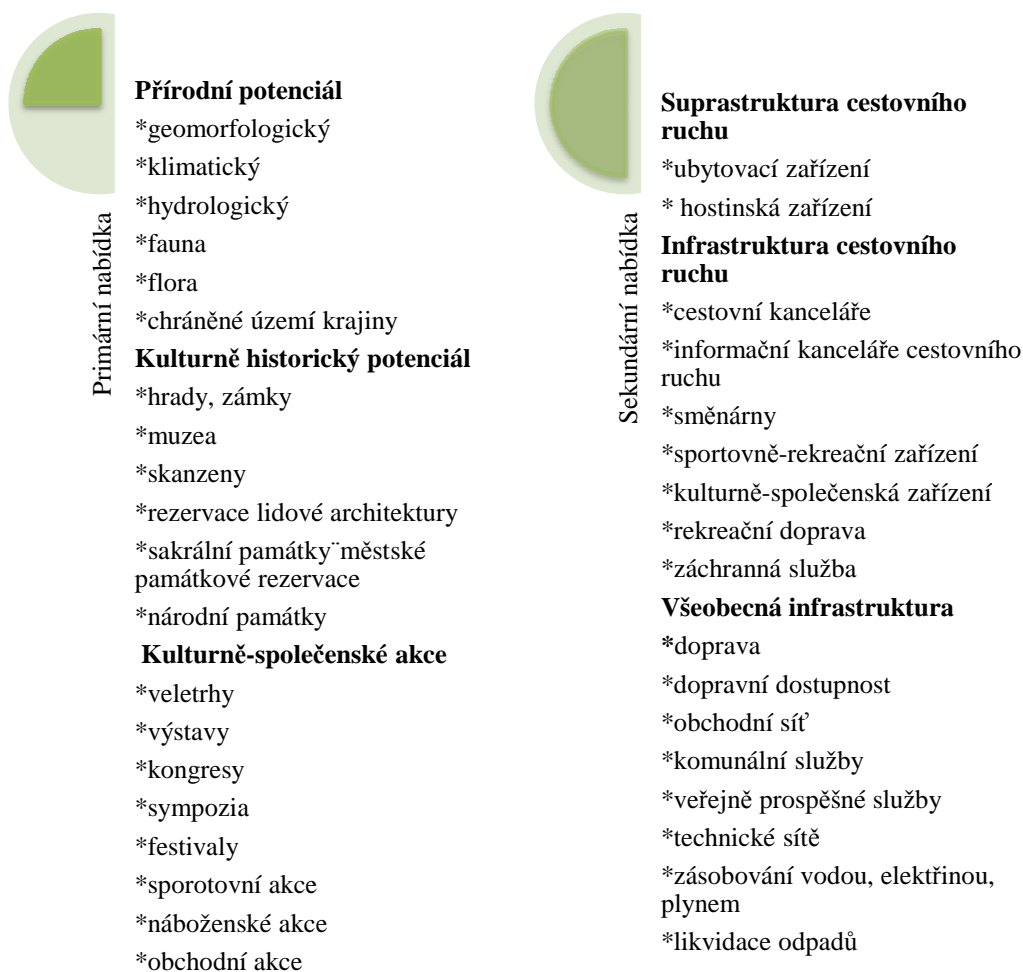 Primární nabídka
Přírodní potenciál
*geomorfologický
*klimatický
*hydrologický
*fauna
*flora
*chráněné území krajiny
Kulturně historický potenciál
*hrady, zámky
*muzea
*skanzeny
*rezervace lidové architektury
*sakrální památky¨městské
památkové rezervace
*národní památky
Kulturně-společenské akce
*veletrhy
*výstavy
*kongresy
*sympozia
*festivaly
*sporotovní akce
*náboženské akce
*obchodní akce
Sekundární nabídka
Suprastruktura cestovního
ruchu
*ubytovací zařízení
* hostinská zařízení
Infrastruktura cestovního
ruchu
*cestovní kanceláře
*informační kanceláře cestovního
ruchu
*směnárny
*sportovně-rekreační zařízení
*kulturně-společenská zařízení
*rekreační doprava
*záchranná služba
Všeobecná infrastruktura
*doprava
*dopravní dostupnost
*obchodní síť
*komunální služby
*veřejně prospěšné služby
*technické sítě
*zásobování vodou, elektřinou,
plynem
*likvidace odpadů